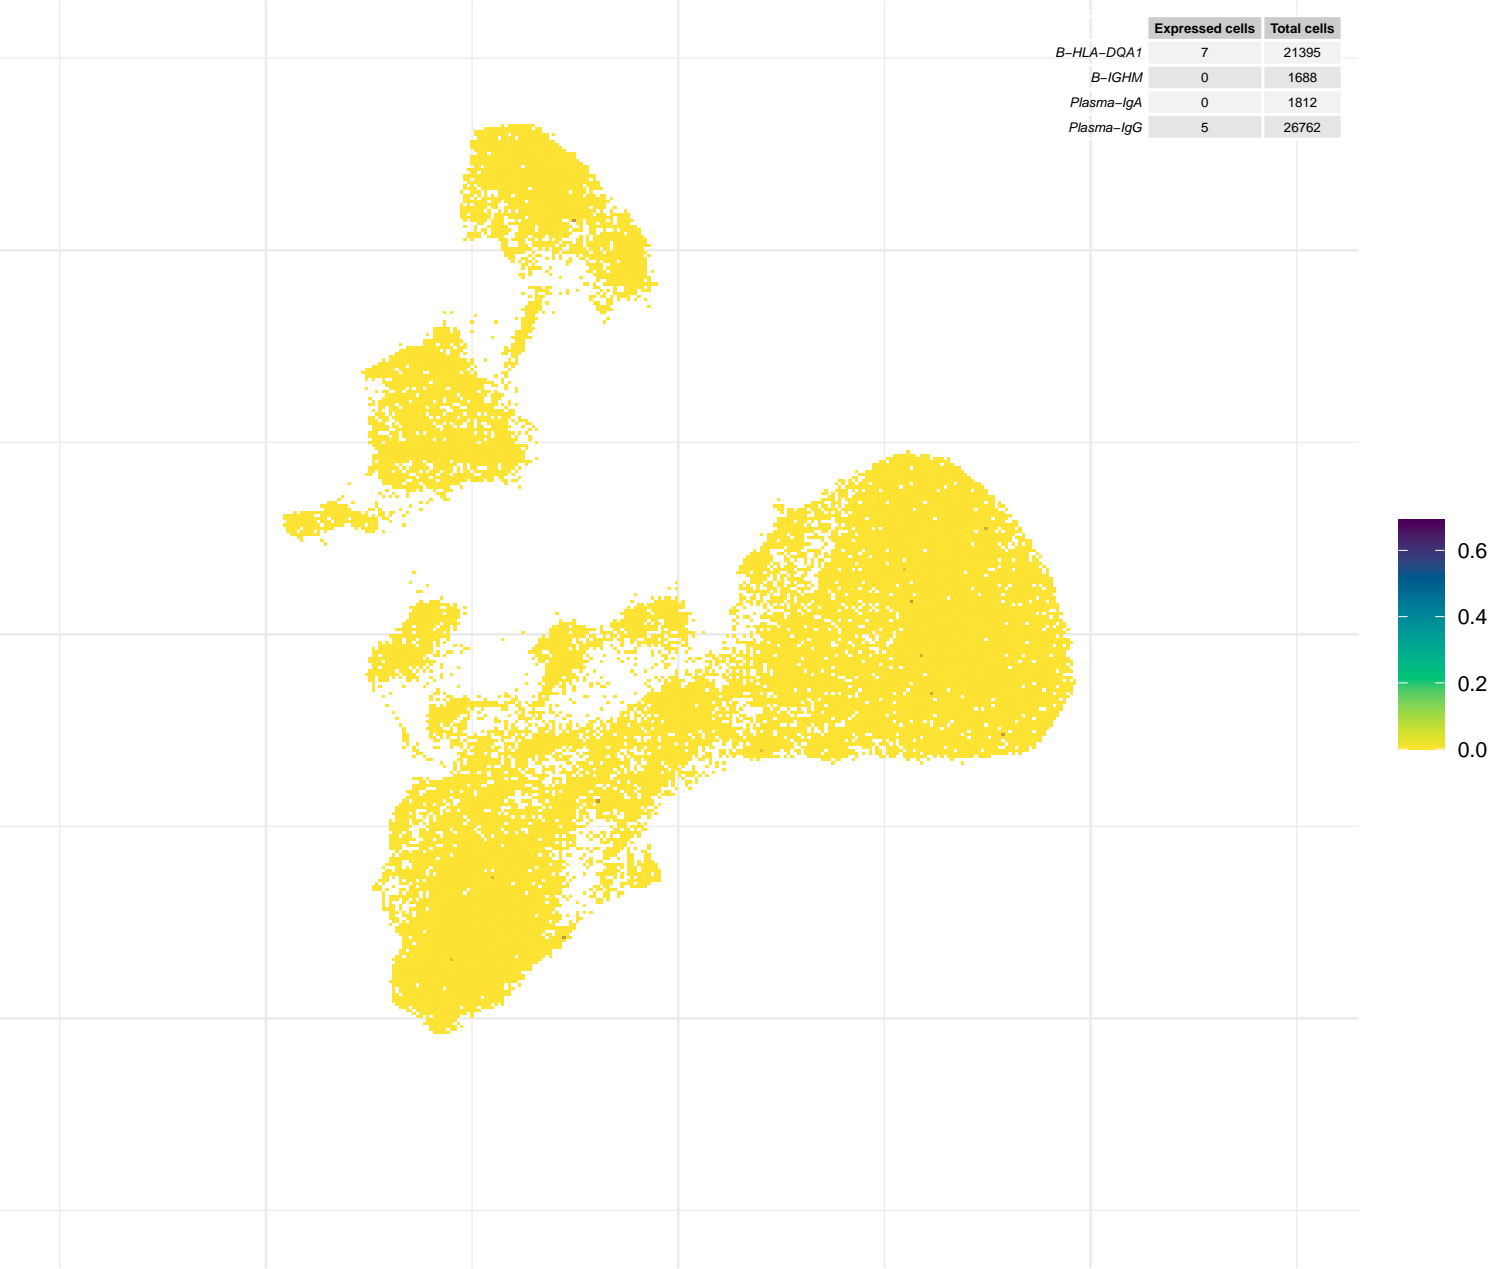 Expressed cells Total cells
B−HLA−DQA1 7 21395
B−IGHM 0 1688
Plasma−IgA 0 1812
Plasma−IgG 5 26762
0.6
0.4
0.2
0.0